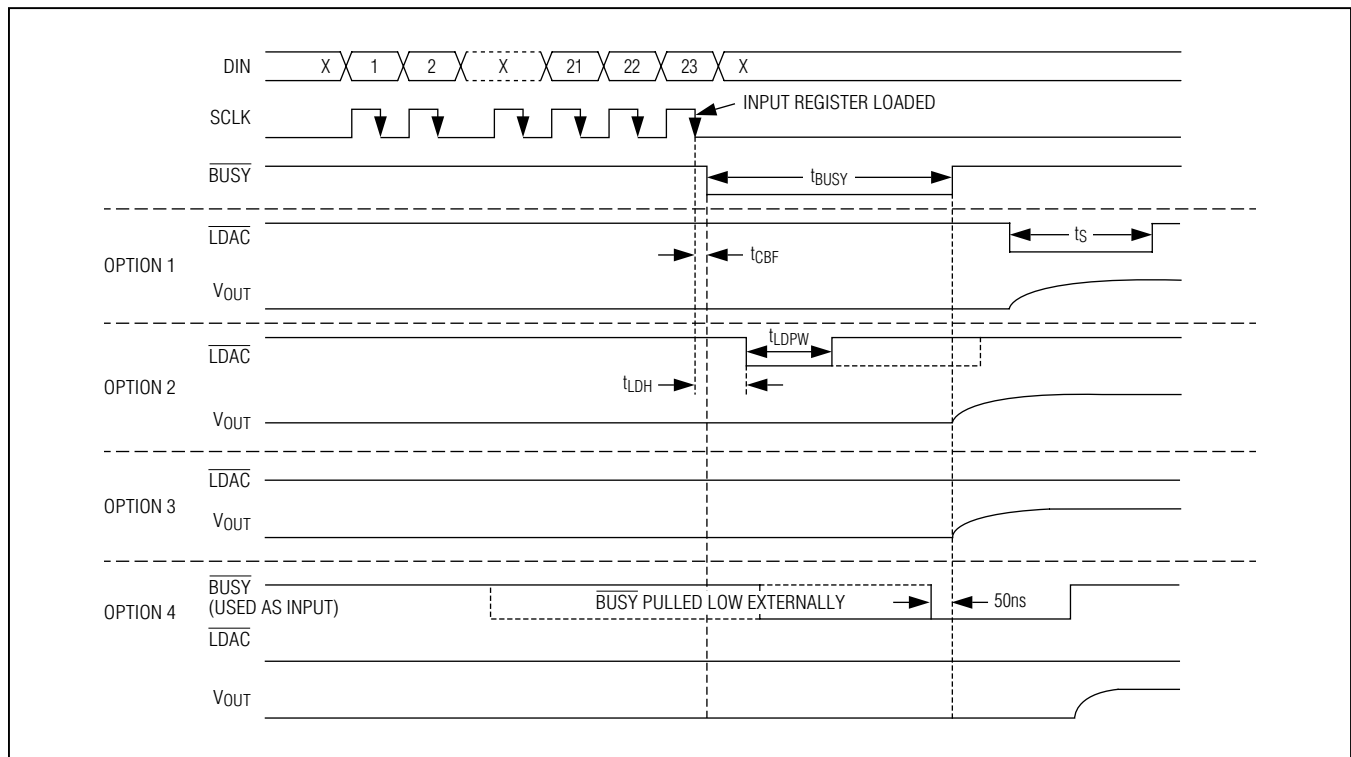 DIN X 1 2 X 21 22 23 X
SCLK INPUT REGISTER LOADED
BUSY tBUSY
LDAC tS
OPTION 1 tCBF
VOUT
LDAC tLDPW
OPTION 2 tLDH
VOUT
LDAC
OPTION 3
VOUT
BUSY
OPTION 4 (USED AS INPUT) BUSY PULLED LOW EXTERNALLY 50ns
LDAC
VOUT